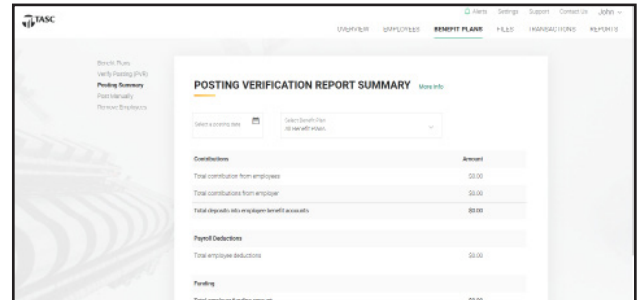 TASC
Alerts Settings Support Contact Us John
OVERVIEW EMPLOYEES BENEFIT PLANS FILES TRANSACTIONS REPORTS
Benefit Plans
Verify Posting (PVR)
Posting Summary
Post Manually
Remove Employees
POSTING VERIFICATION REPORT SUMMARY More info
Select a posting date
Select Benefit Plan
All Benefit Plans
Contributions Amount
Total contribution from employees $0.00
Total contributions from employer $0.00
Total deposits into employee benefit accounts $0.00
Payroll Deductions
Total employee deductions $0.00
Funding
$0.00